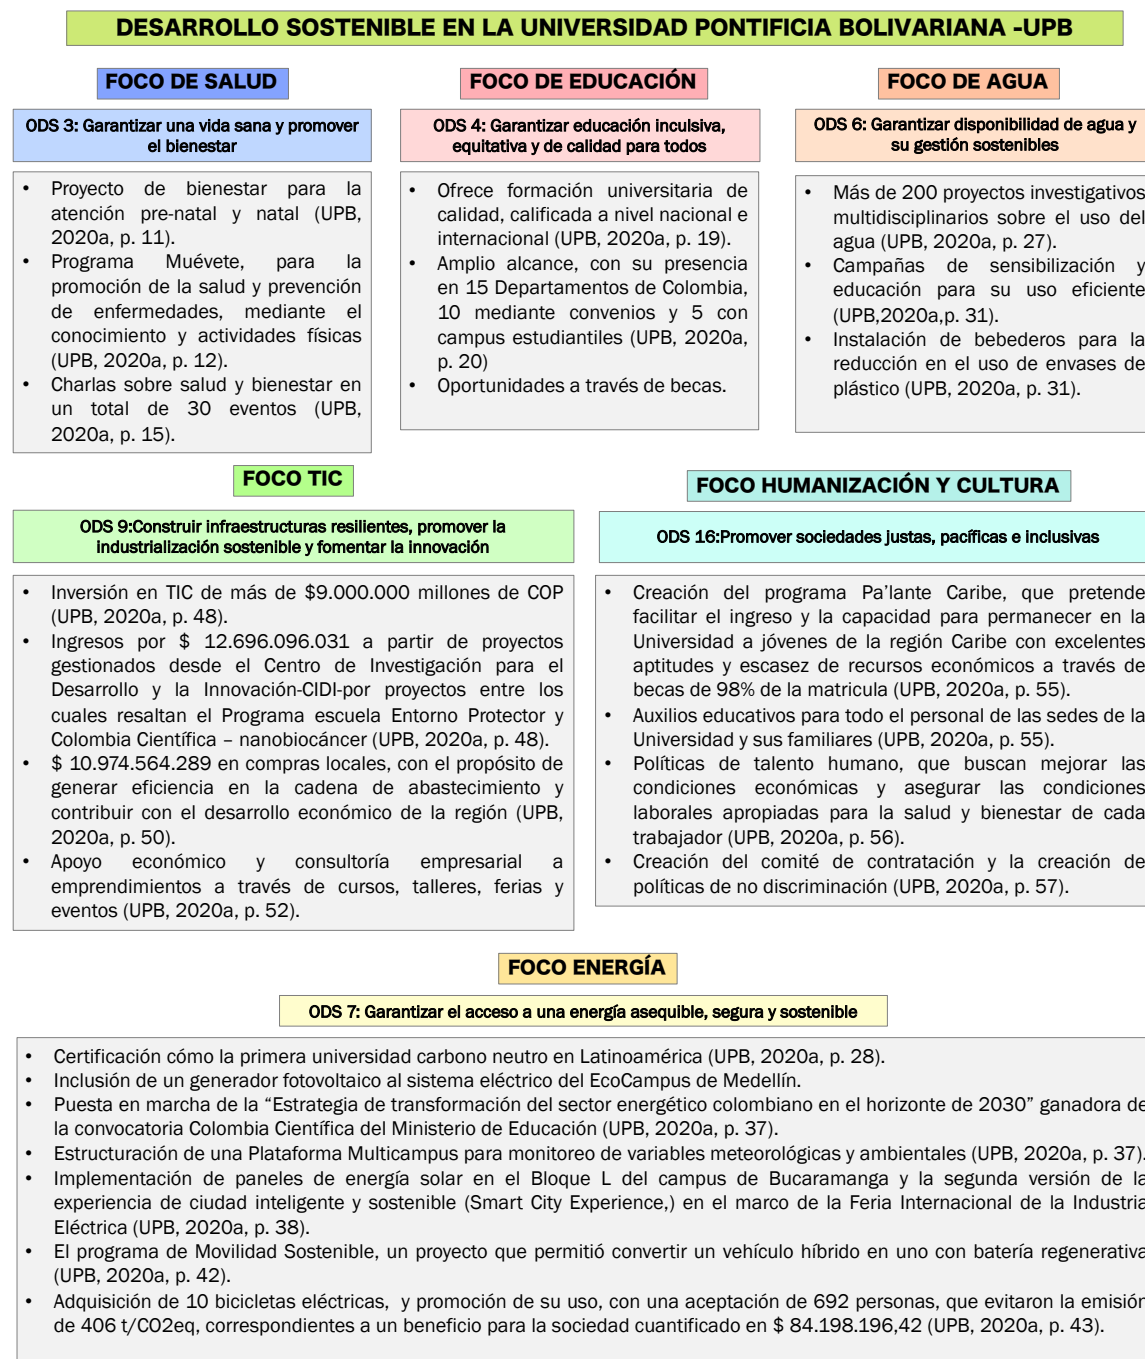 DESARROLLO SOSTENIBLE EN LA UNIVERSIDAD PONTIFICIA BOLIVARIANA -UPB
FOCO DE SALUD
ODS 3: Garantizar una vida sana y promover
el bienestar
• Proyecto de bienestar para la
atención pre-natal y natal (UPB,
2020a, p. 11).
• Programa Muévete, para la
promoción de la salud y prevención
de enfermedades, mediante el
conocimiento y actividades físicas
(UPB, 2020a, p. 12).
• Charlas sobre salud y bienestar en
un total de 30 eventos (UPB,
2020a, p. 15).
FOCO DE EDUCACIÓN
ODS 4: Garantizar educación inculsiva,
equitativa y de calidad para todos
• Ofrece formación universitaria de
calidad, calificada a nivel nacional e
internacional (UPB, 2020a, p. 19).
• Amplio alcance, con su presencia
en 15 Departamentos de Colombia,
10 mediante convenios y 5 con
campus estudiantiles (UPB, 2020a,
p. 20)
• Oportunidades a través de becas.
FOCO DE AGUA
ODS 6: Garantizar disponibilidad de agua y
su gestión sostenibles
• Más de 200 proyectos investigativos
multidisciplinarios sobre el uso del
agua (UPB, 2020a, p. 27).
• Campañas de sensibilización y
educación para su uso eficiente
(UPB,2020a,p. 31).
• Instalación de bebederos para la
reducción en el uso de envases de
plástico (UPB, 2020a, p. 31).
FOCO TIC
ODS 9:Construir infraestructuras resilientes, promover la
industrialización sostenible y fomentar la innovación
• Inversión en TIC de más de $9.000.000 millones de COP
(UPB, 2020a, p. 48).
• Ingresos por $ 12.696.096.031 a partir de proyectos
gestionados desde el Centro de Investigación para el
Desarrollo y la Innovación-CIDI-por proyectos entre los
cuales resaltan el Programa escuela Entorno Protector y
Colombia Científica – nanobiocáncer (UPB, 2020a, p. 48).
• $ 10.974.564.289 en compras locales, con el propósito de
generar eficiencia en la cadena de abastecimiento y
contribuir con el desarrollo económico de la región (UPB,
2020a, p. 50).
• Apoyo económico y consultoría empresarial a
emprendimientos a través de cursos, talleres, ferias y
eventos (UPB, 2020a, p. 52).
FOCO HUMANIZACIÓN Y CULTURA
ODS 16:Promover sociedades justas, pacíficas e inclusivas
• Creación del programa Pa'lante Caribe, que pretende
facilitar el ingreso y la capacidad para permanecer en la
Universidad a jóvenes de la región Caribe con excelentes
aptitudes y escasez de recursos económicos a través de
becas de 98% de la matricula (UPB, 2020a, p. 55).
• Auxilios educativos para todo el personal de las sedes de la
Universidad y sus familiares (UPB, 2020a, p. 55).
• Políticas de talento humano, que buscan mejorar las
condiciones económicas y asegurar las condiciones
laborales apropiadas para la salud y bienestar de cada
trabajador (UPB, 2020a, p. 56).
• Creación del comité de contratación y la creación de
políticas de no discriminación (UPB, 2020a, p. 57).
FOCO ENERGÍA
ODS 7: Garantizar el acceso a una energía asequible, segura y sostenible
• Certificación cómo la primera universidad carbono neutro en Latinoamérica (UPB, 2020a, p. 28).
• Inclusión de un generador fotovoltaico al sistema eléctrico del EcoCampus de Medellín.
• Puesta en marcha de la “Estrategia de transformación del sector energético colombiano en el horizonte de 2030” ganadora de
la convocatoria Colombia Científica del Ministerio de Educación (UPB, 2020a, p. 37).
• Estructuración de una Plataforma Multicampus para monitoreo de variables meteorológicas y ambientales (UPB, 2020a, p. 37).
• Implementación de paneles de energía solar en el Bloque L del campus de Bucaramanga y la segunda versión de la
experiencia de ciudad inteligente y sostenible (Smart City Experience,) en el marco de la Feria Internacional de la Industria
Eléctrica (UPB, 2020a, p. 38).
• El programa de Movilidad Sostenible, un proyecto que permitió convertir un vehículo híbrido en uno con batería regenerativa
(UPB, 2020a, p. 42).
• Adquisición de 10 bicicletas eléctricas, y promoción de su uso, con una aceptación de 692 personas, que evitaron la emisión
de 406 t/CO2eq, correspondientes a un beneficio para la sociedad cuantificado en $ 84.198.196,42 (UPB, 2020a, p. 43).